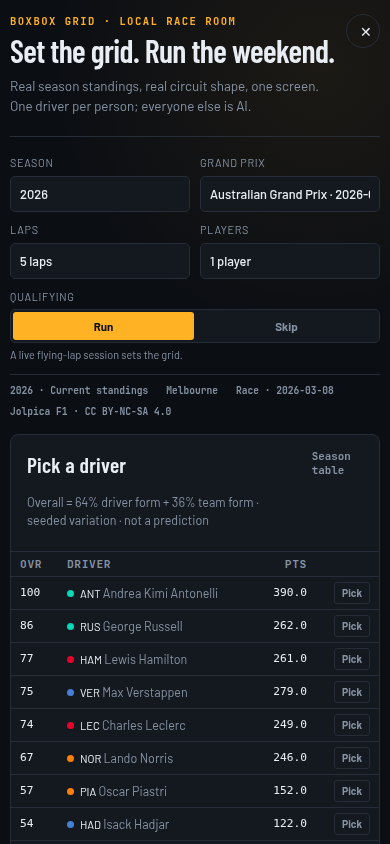 BOXBOX GRID · LOCAL RACE ROOM
×
Set the grid. Run the weekend.
Real season standings, real circuit shape, one screen.
One driver per person; everyone else is AI.
SEASON
GRAND PRIX
2026
Australian Grand Prix · 2026-
LAPS
PLAYERS
5 laps
1 player
QUALIFYING
Run
Skip
A live flying-lap session sets the grid.
2026 · Current standings Melbourne Race · 2026-03-08
Jolpica F1 · CC BY-NC-SA 4.0
Pick a driver
Season
table
Overall = 64% driver form + 36% team form ·
seeded variation · not a prediction
OVR DRIVER PTS
100 ANT Andrea Kimi Antonelli 390.0 Pick
86 RUS George Russell 262.0 Pick
77 HAM Lewis Hamilton 261.0 Pick
75 VER Max Verstappen 279.0 Pick
74 LEC Charles Leclerc 249.0 Pick
67 NOR Lando Norris 246.0 Pick
57 PIA Oscar Piastri 152.0 Pick
54 HAD Isack Hadjar 122.0 Pick